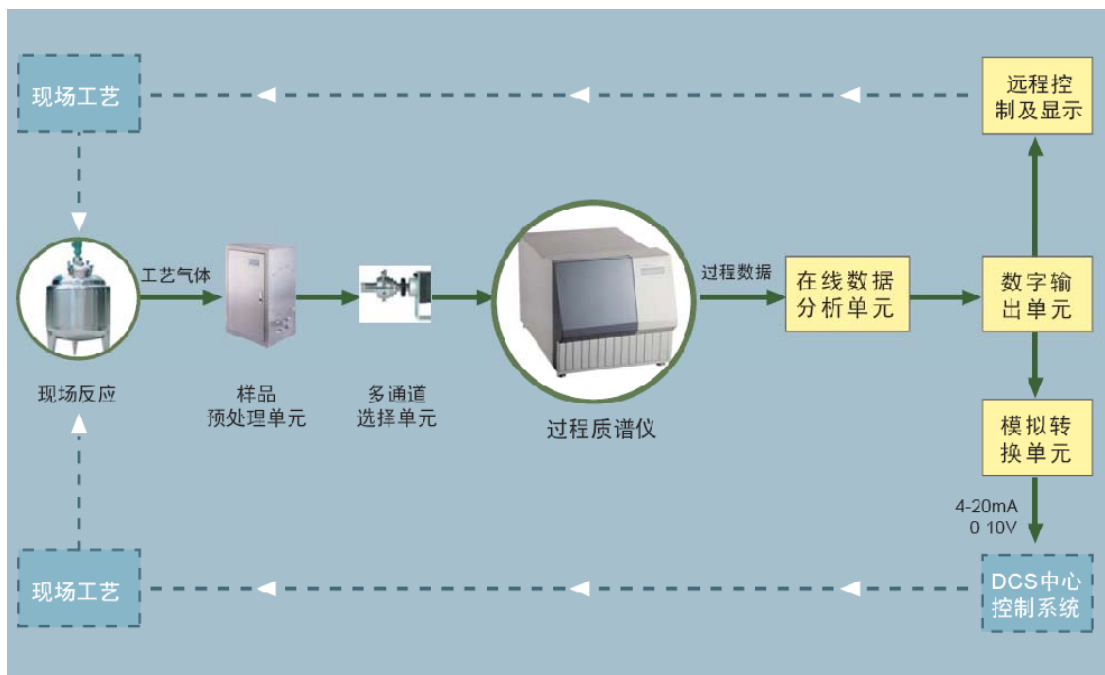 现场工艺
远程控
制及显示
工艺气体
过程数据
在线数据
分析单元
数字输
出单元
现场反应
样品
预处理单元
多通道
选择单元
过程质谱仪
模拟转
换单元
4-20mA
0 10V
现场工艺
DCS中心
控制系统